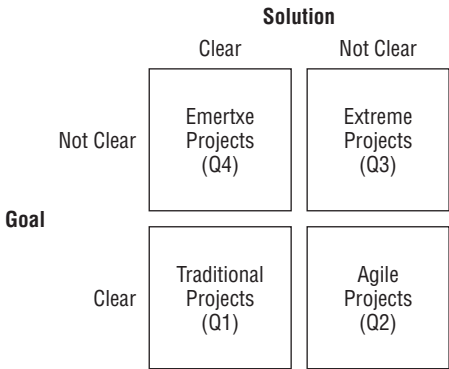 Solution
Clear Not Clear
Not Clear
Emertxe
Projects
(Q4)
Extreme
Projects
(Q3)
Goal
Clear
Traditional
Projects
(Q1)
Agile
Projects
(Q2)